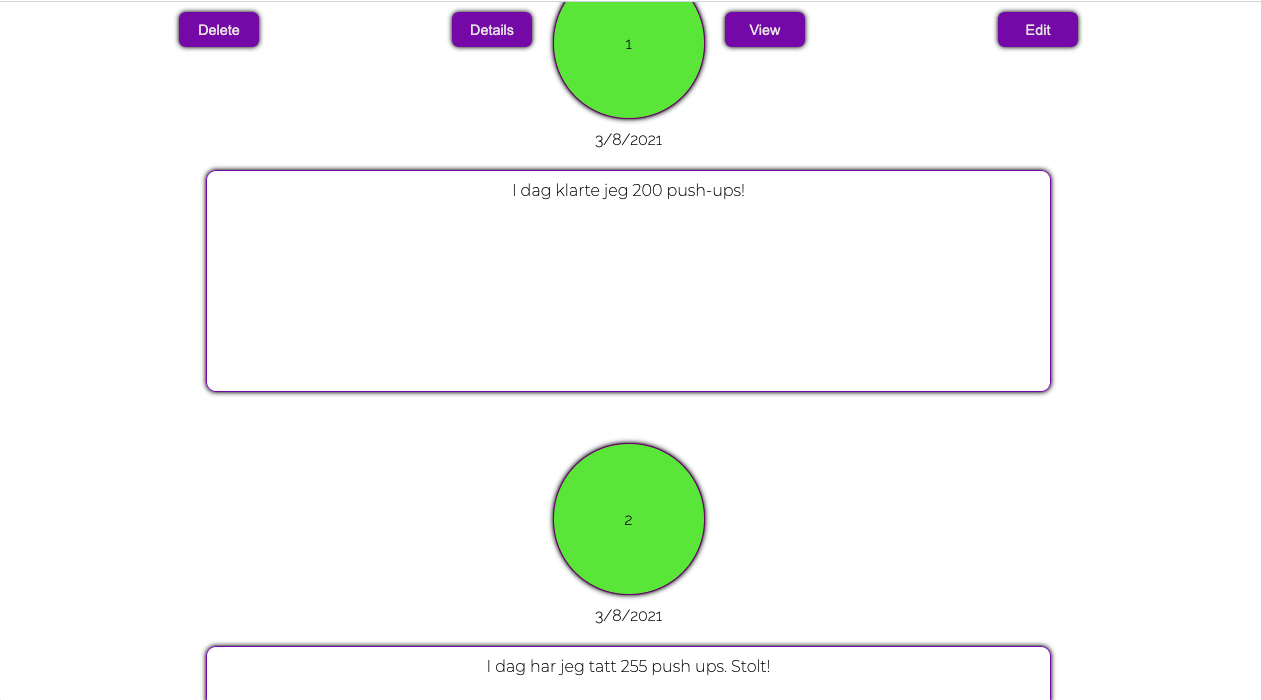 Delete
Details
View
Edit
1
3/8/2021
I dag klarte jeg 200 push-ups!
2
3/8/2021
I dag har jeg tatt 255 push ups. Stolt!